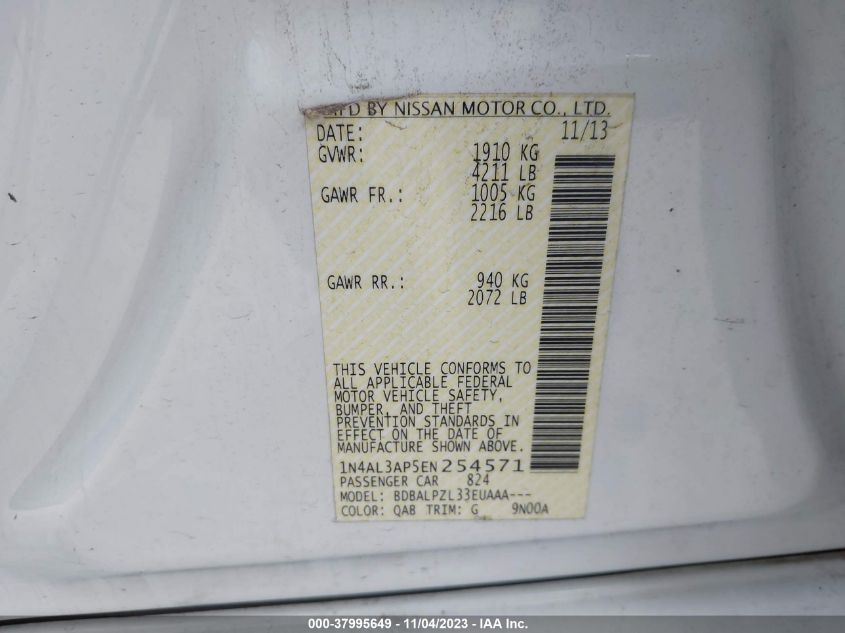 MFD BY NISSAN MOTOR CO., LTD.
DATE: 11/13
GVWR: 1910 KG
4211 LB
GAWR FR.: 1005 KG
2216 LB
GAWR RR.: 940 KG
2072 LB
THIS VEHICLE CONFORMS TO
ALL APPLICABLE FEDERAL
MOTOR VEHICLE SAFETY,
BUMPER, AND THEFT
PREVENTION STANDARDS IN
EFFECT ON THE DATE OF
MANUFACTURE SHOWN ABOVE.
1N4AL3AP5EN254571
PASSENGER CAR 824
MODEL: BDBALPZL33EUAAA---
COLOR: QAB TRIM: G 9N00A
000-37995649 - 11/04/2023 - IAA Inc.